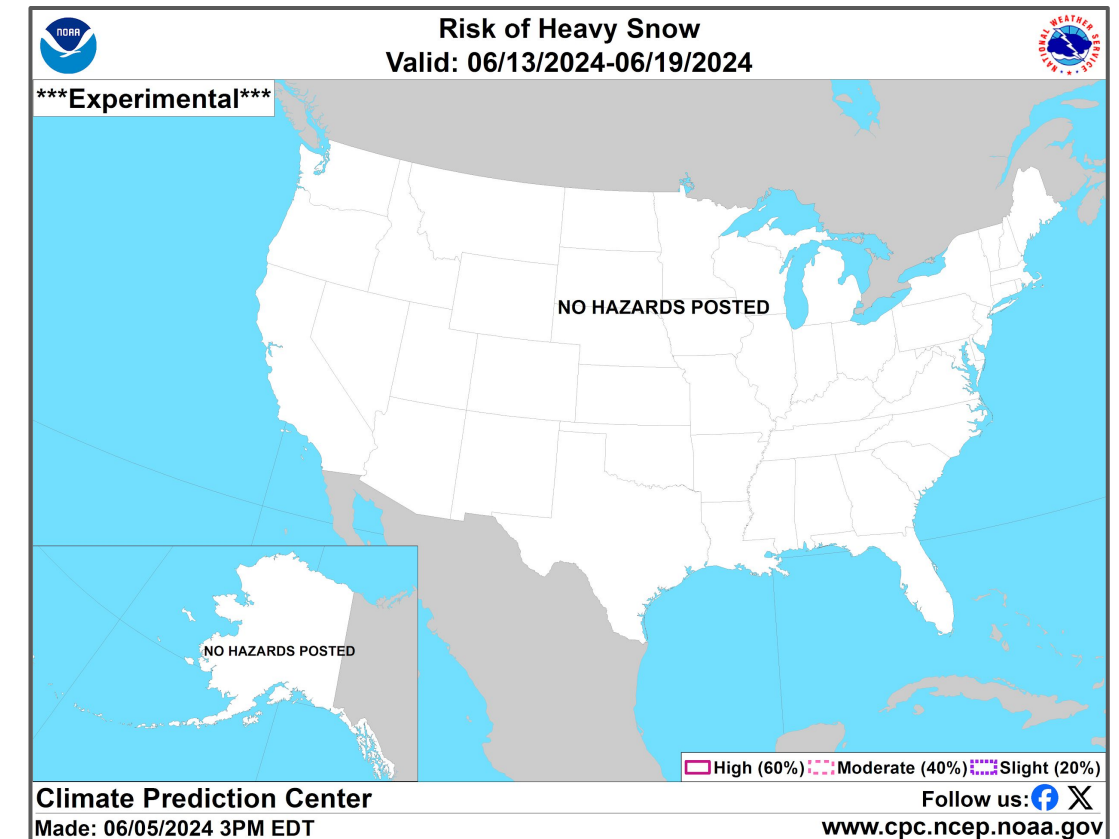 NOAA
Risk of Heavy Snow
Valid: 06/13/2024-06/19/2024
NATIONAL WEATHER SERVICE
***Experimental***
NO HAZARDS POSTED
NO HAZARDS POSTED
High (60%) Moderate (40%) Slight (20%)
Climate Prediction Center
Follow us:
Made: 06/05/2024 3PM EDT
www.cpc.ncep.noaa.gov